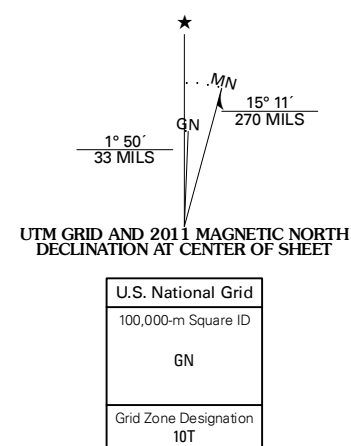 ★
MN
15° 11´
270 MILS
GN
1° 50´
33 MILS
UTM GRID AND 2011 MAGNETIC NORTH
DECLINATION AT CENTER OF SHEET
U.S. National Grid
100,000-m Square ID
GN
Grid Zone Designation
10T